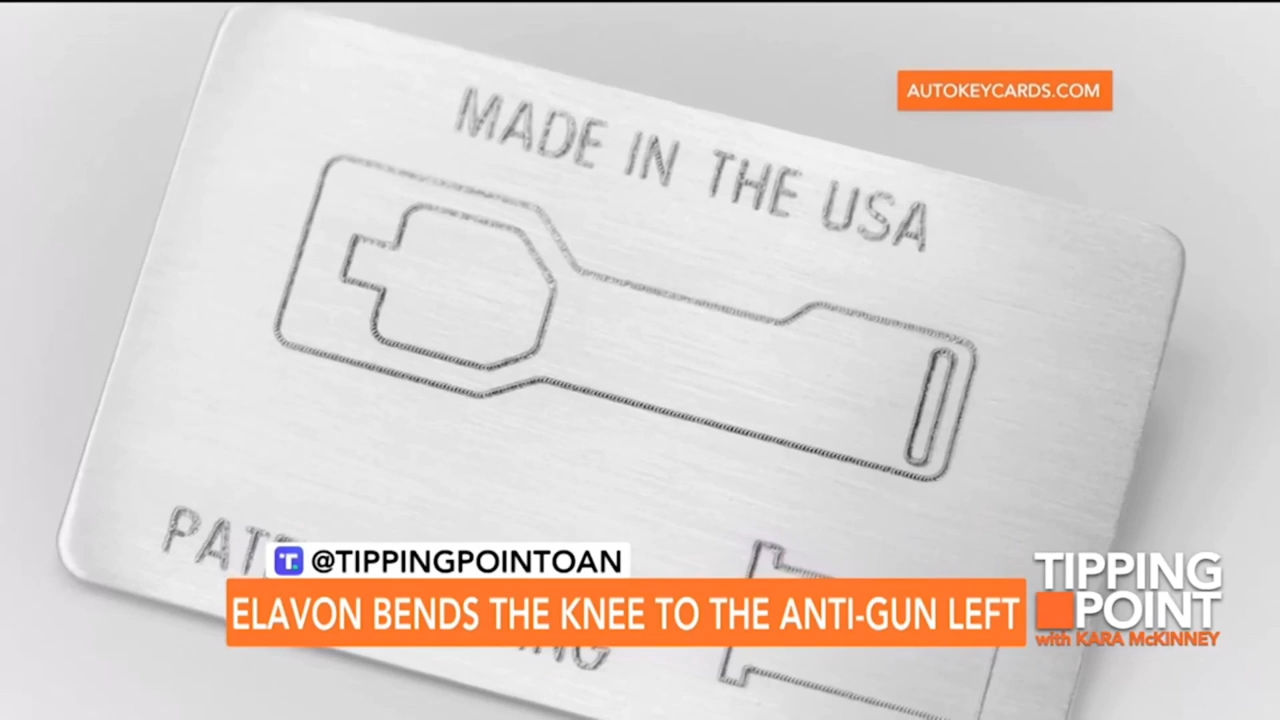 AUTOKEYCARDS.COM
MADE IN THE USA
@TIPPINGPOINTOAN
ELAVON BENDS THE KNEE TO THE ANTI-GUN LEFT
TIPPING
POINT
with KARA McKINNEY